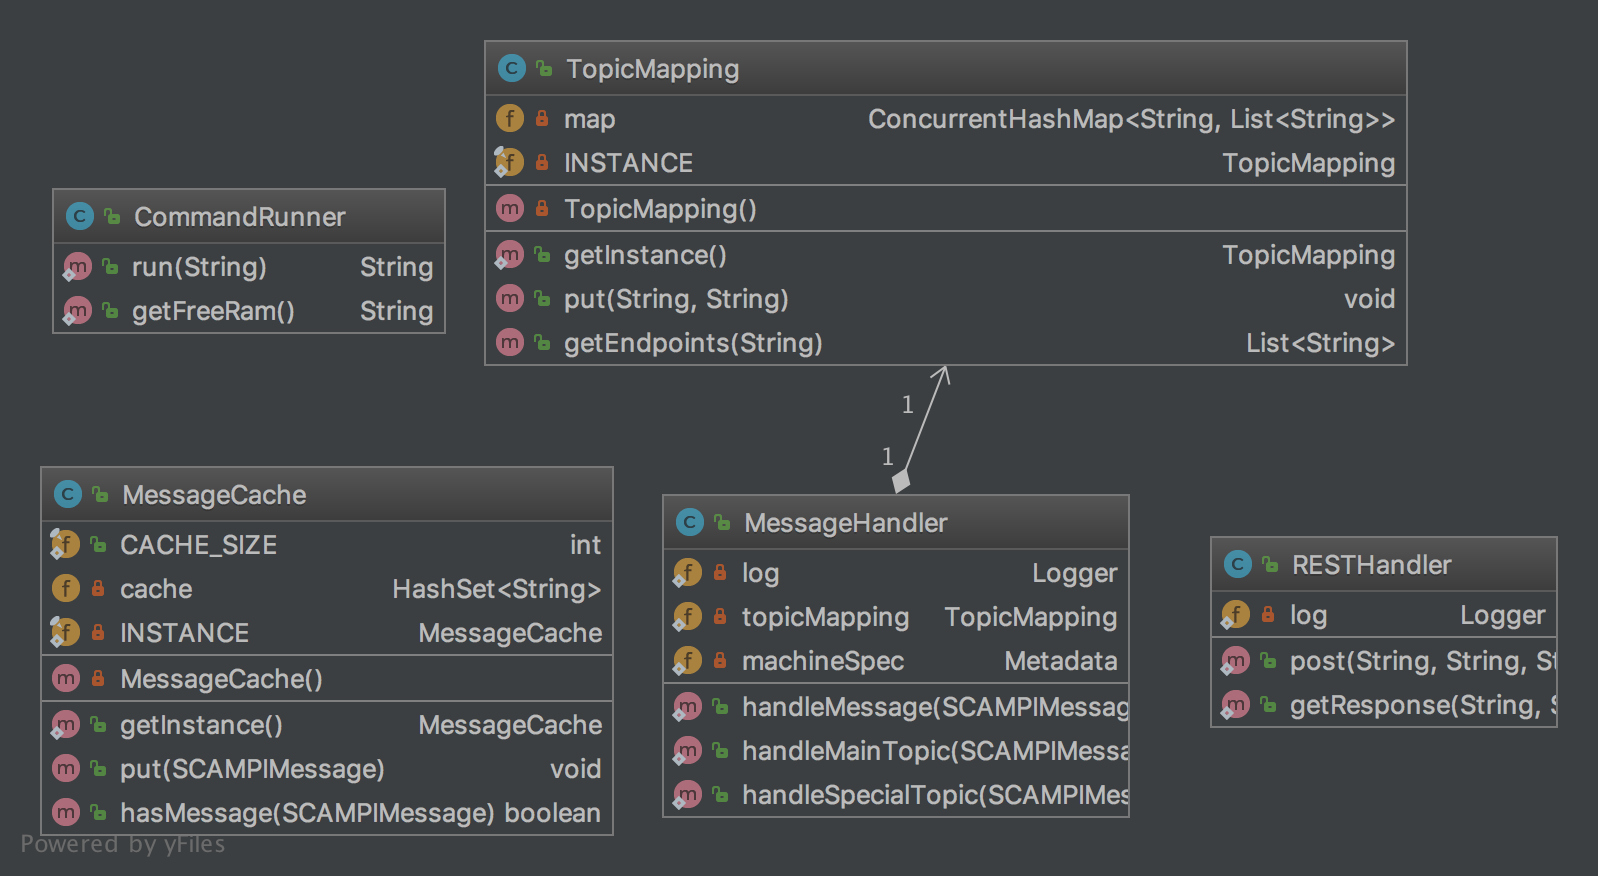 TopicMapping
map ConcurrentHashMap<String, List<String>>
INSTANCE TopicMapping
TopicMapping()
getInstance() TopicMapping
put(String, String) void
getEndpoints(String) List<String>
CommandRunner
run(String) String
getFreeRam() String
1
1
MessageCache
CACHE_SIZE int
cache HashSet<String>
INSTANCE MessageCache
MessageCache()
getInstance() MessageCache
put(SCAMPIMessage) void
hasMessage(SCAMPIMessage) boolean
MessageHandler
log Logger
topicMapping TopicMapping
machineSpec Metadata
handleMessage(SCAMPIMessag
handleMainTopic(SCAMPIMessa
handleSpecialTopic(SCAMPIMes
RESTHandler
log Logger
post(String, String, St
getResponse(String, S
Powered by yFiles